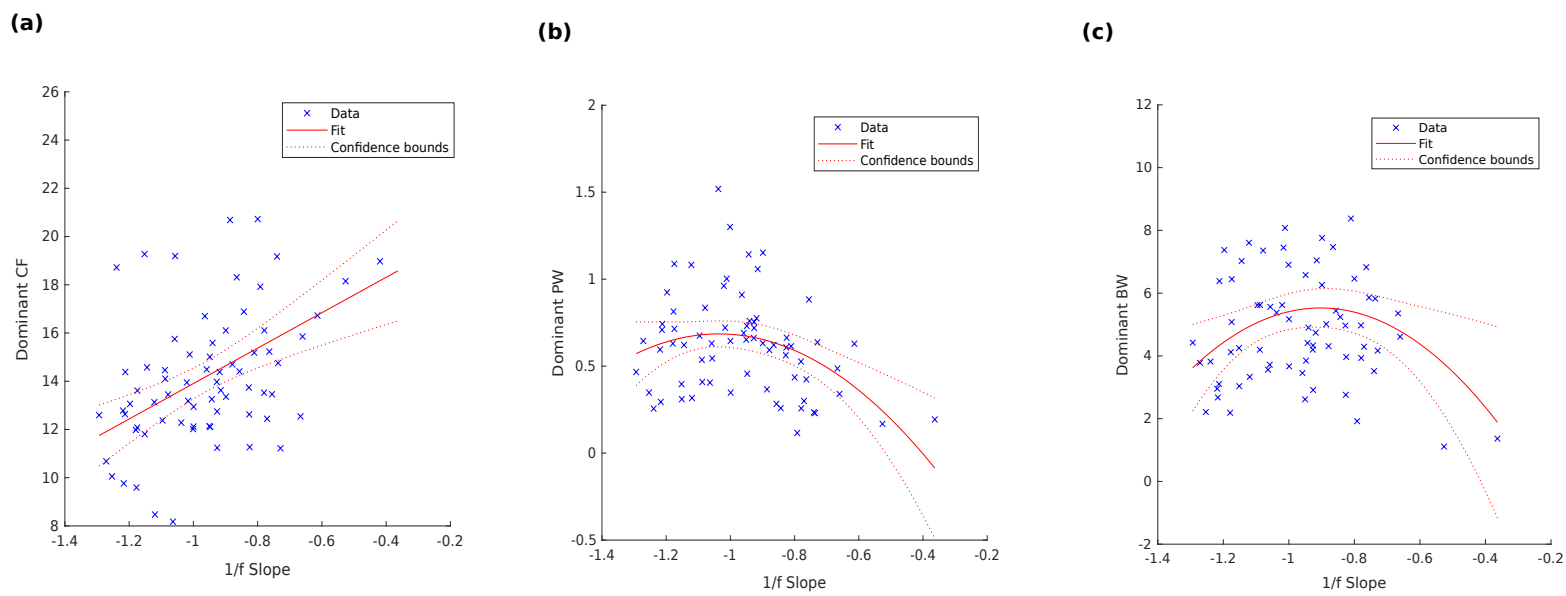 (a)
26
24
22
20
18
16
14
12
10
8
Dominant CF
-1.4
-1.2
-1
-0.8
-0.6
-0.4
-0.2
1/f Slope
Data
Fit
Confidence bounds
(b)
2
1.5
1
0.5
0
-0.5
Dominant PW
-1.4
-1.2
-1
-0.8
-0.6
-0.4
-0.2
1/f Slope
Data
Fit
Confidence bounds
(c)
12
10
8
6
4
2
0
-2
Dominant BW
-1.4
-1.2
-1
-0.8
-0.6
-0.4
-0.2
1/f Slope
Data
Fit
Confidence bounds